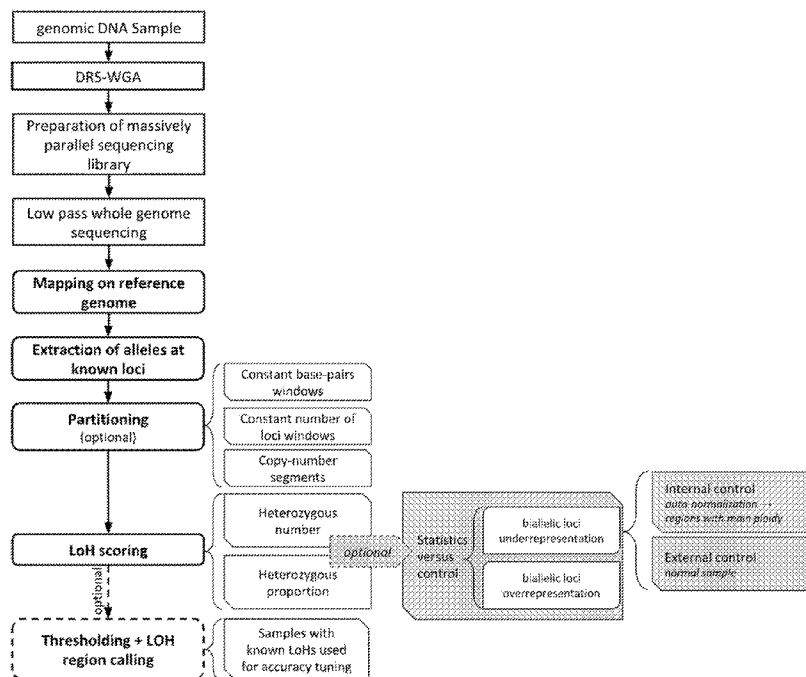 genomic DNA Sample
DRS-WGA
Preparation of massively
parallel sequencing
library
Low pass whole genome
sequencing
Mapping on reference
genome
Extraction of alleles at
known loci
Partitioning
(optional)
Constant base-pairs
windows
Constant number of
loci windows
Copy-number
segments
LoH scoring
Heterozygous
number
Heterozygous
proportion
optional
Statistics
versus
control
biallelic loci
underrepresentation
biallelic loci
overrepresentation
Internal control
auto normalization →
regions with main ploidy
External control
normal sample
optional
Thresholding + LOH
region calling
Samples with
known LoHs used
for accuracy tuning